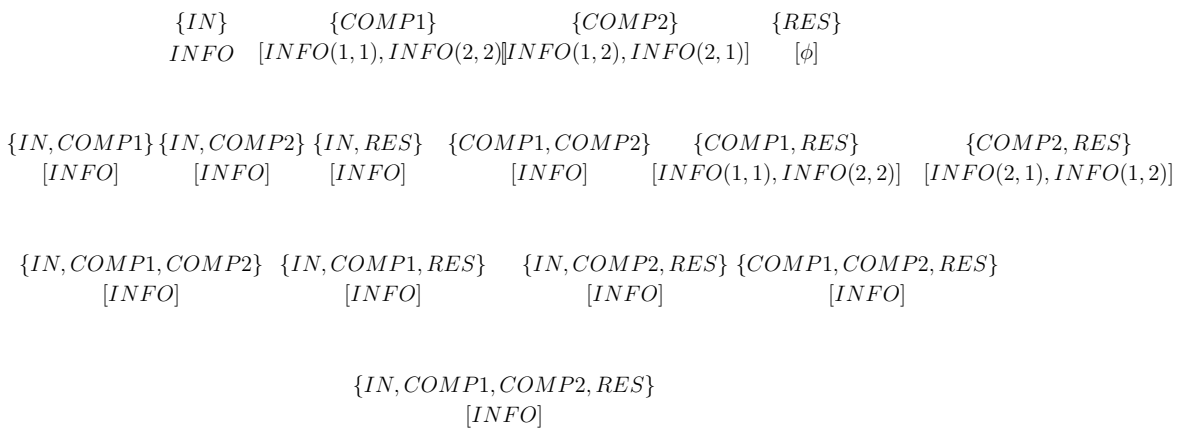 {IN} {COMP1} {COMP2} {RES}
INFO [INFO(1,1), INFO(2,2)] [INFO(1,2), INFO(2,1)] [ϕ]
{IN, COMP1} {IN, COMP2} {IN, RES} {COMP1, COMP2} {COMP1, RES} {COMP2, RES}
[INFO] [INFO] [INFO] [INFO] [INFO(1,1), INFO(2,2)] [INFO(2,1), INFO(1,2)]
{IN, COMP1, COMP2} {IN, COMP1, RES} {IN, COMP2, RES} {COMP1, COMP2, RES}
[INFO] [INFO] [INFO] [INFO]
{IN, COMP1, COMP2, RES}
[INFO]